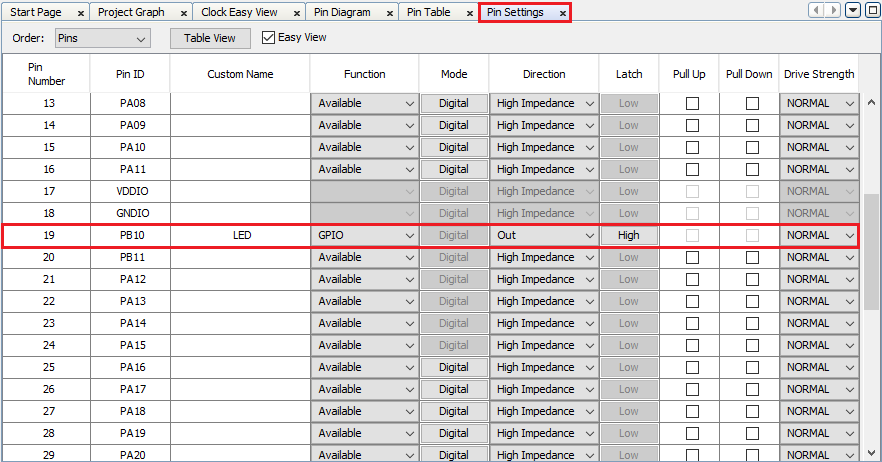 Start Page x Project Graph x Clock Easy View x Pin Diagram x Pin Table x Pin Settings x
Order: Pins Table View Easy View
Pin Number Pin ID Custom Name Function Mode Direction Latch Pull Up Pull Down Drive Strength
13 PA08 Available Digital High Impedance Low NORMAL
14 PA09 Available Digital High Impedance Low NORMAL
15 PA10 Available Digital High Impedance Low NORMAL
16 PA11 Available Digital High Impedance Low NORMAL
17 VDDIO Digital High Impedance Low NORMAL
18 GNDIO Digital High Impedance Low NORMAL
19 PB10 LED GPIO Digital Out High NORMAL
20 PB11 Available Digital High Impedance Low NORMAL
21 PA12 Available Digital High Impedance Low NORMAL
22 PA13 Available Digital High Impedance Low NORMAL
23 PA14 Available Digital High Impedance Low NORMAL
24 PA15 Available Digital High Impedance Low NORMAL
25 PA16 Available Digital High Impedance Low NORMAL
26 PA17 Available Digital High Impedance Low NORMAL
27 PA18 Available Digital High Impedance Low NORMAL
28 PA19 Available Digital High Impedance Low NORMAL
29 PA20 Available Digital High Impedance Low NORMAL